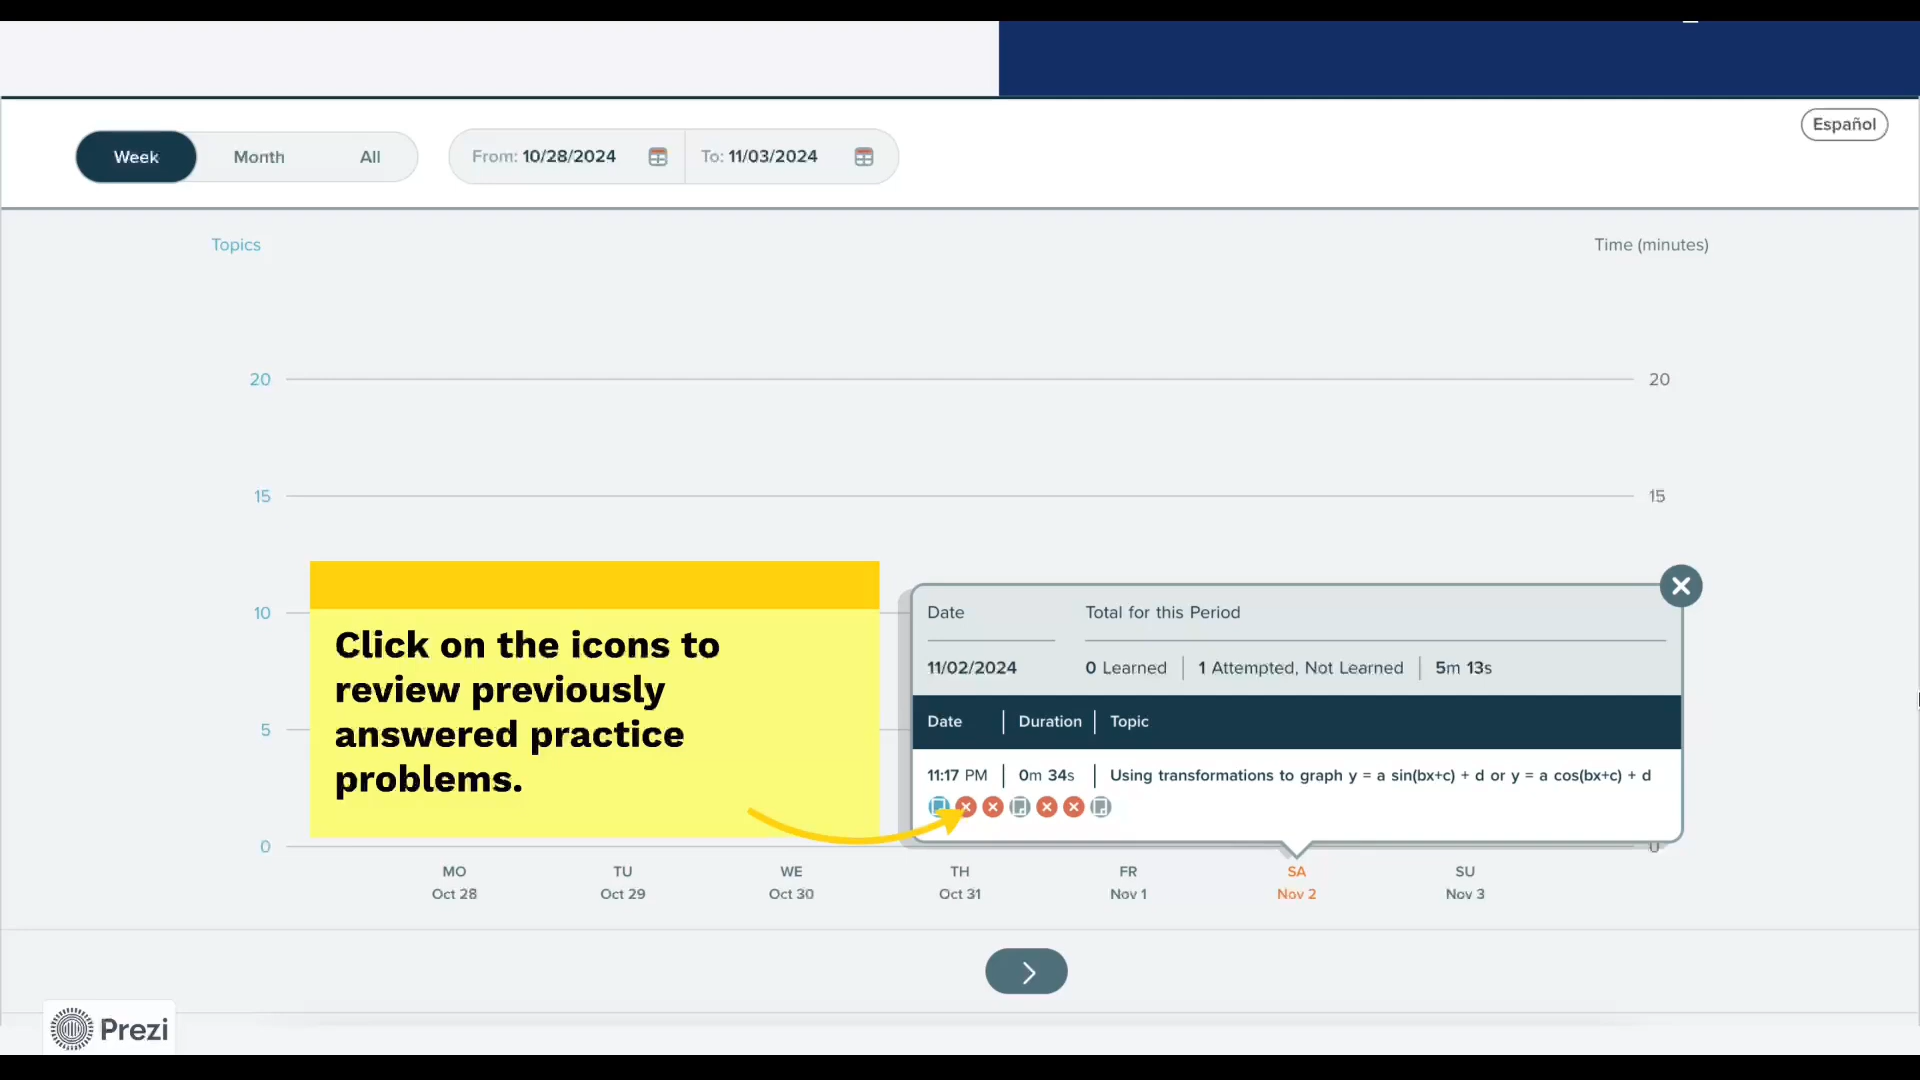 Español
Week Month All From: 10/28/2024 To: 11/03/2024
Topics Time (minutes)
20 20
15 15
10
5
0 0
Click on the icons to
review previously
answered practice
problems.
Date Total for this Period
11/02/2024 0 Learned 1 Attempted, Not Learned 5m 13s
Date Duration Topic
11:17 PM 0m 34s Using transformations to graph y = a sin(bx+c) + d or y = a cos(bx+c) + d
MO TU WE TH FR SA SU
Oct 28 Oct 29 Oct 30 Oct 31 Nov 1 Nov 2 Nov 3
Prezi